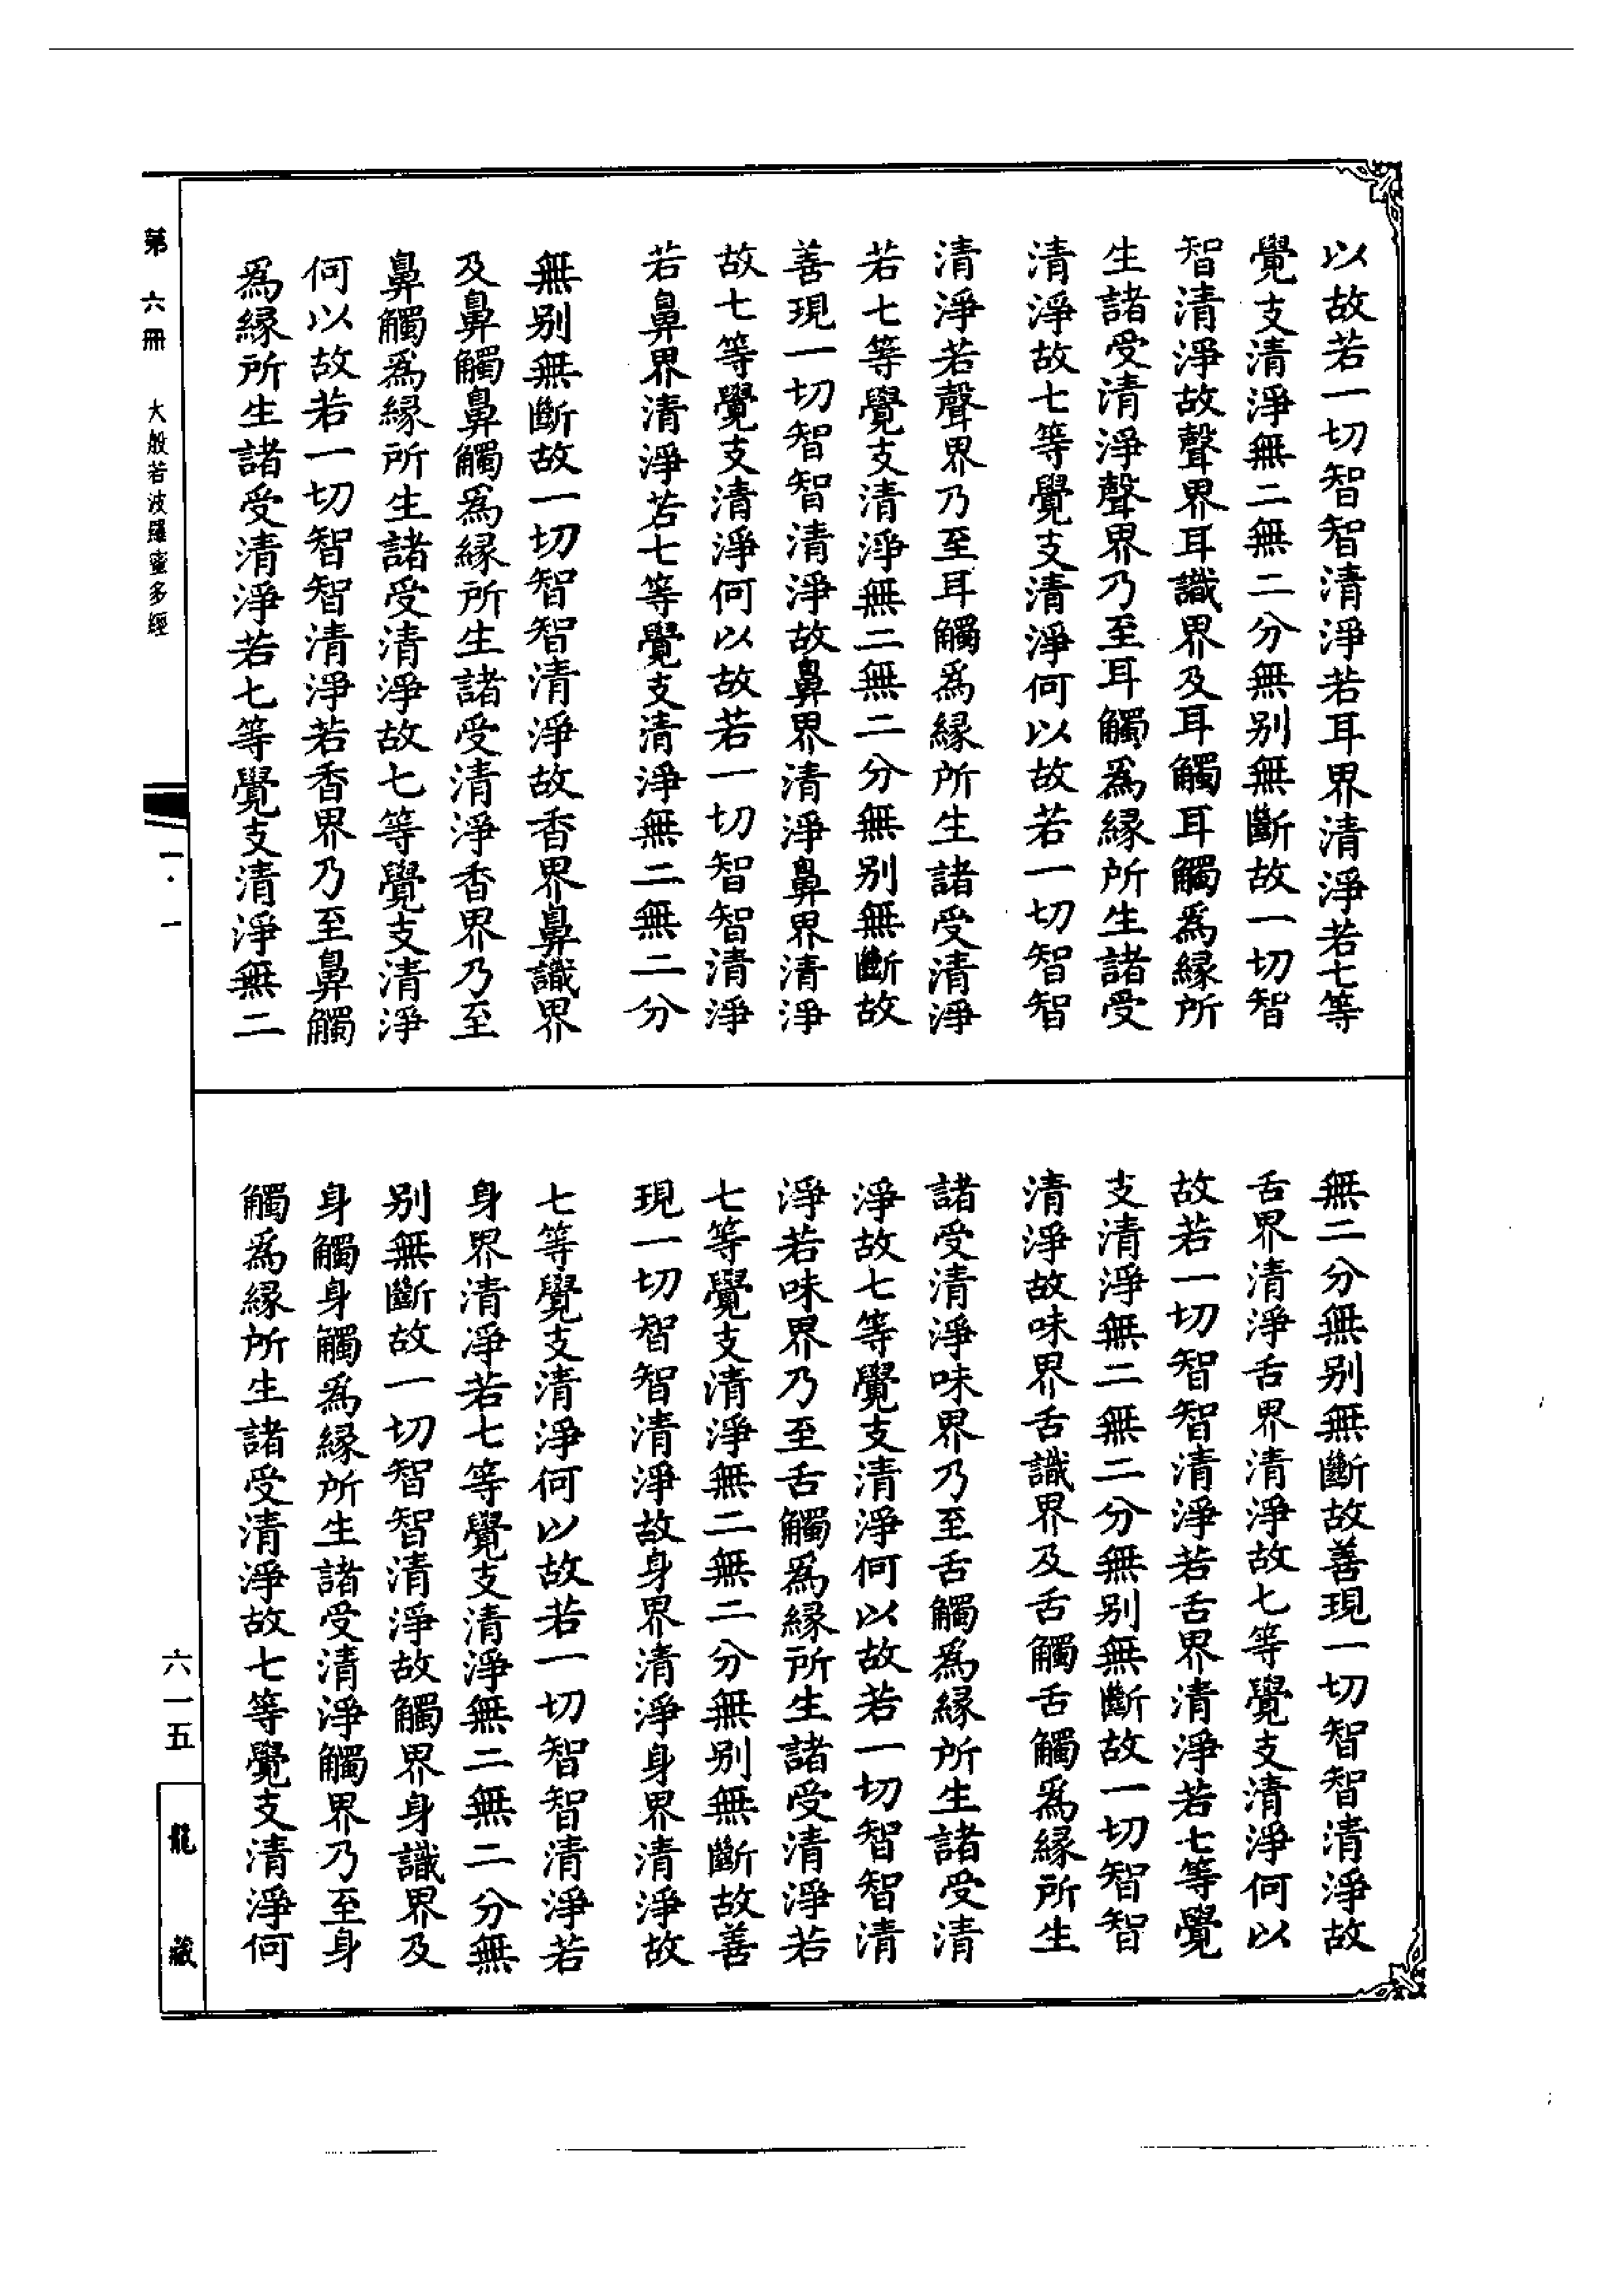 以故若一切智智清淨若耳界清淨若七等
覺支清淨無二無二分無别無斷故一切智
智清淨故聲界耳識界及耳觸耳觸爲緣所
生諸受清淨聲界乃至耳觸爲緣所生諸受
清淨故七等覺支清淨何以故若一切智智
清淨若聲界乃至耳觸爲緣所生諸受清淨
若七等覺支清淨無二無二分無别無斷故
善現一切智智清淨故鼻界清淨鼻界清淨
故七等覺支清淨何以故若一切智智清淨
若鼻界清淨若七等覺支清淨無二無二分
無别無斷故一切智智清淨故香界鼻識界
及鼻觸鼻觸爲緣所生諸受清淨香界乃至
鼻觸爲緣所生諸受清淨故七等覺支清淨
何以故若一切智智清淨若香界乃至鼻觸
爲緣所生諸受清淨若七等覺支清淨無二
無二分無别無斷故善現一切智智清淨故
舌界清淨舌界清淨故七等覺支清淨何以
故若一切智智清淨若舌界清淨若七等覺
支清淨無二無二分無别無斷故一切智智
清淨故味界舌識界及舌觸舌觸爲緣所生
諸受清淨味界乃至舌觸爲緣所生諸受清
淨故七等覺支清淨何以故若一切智智清
淨若味界乃至舌觸爲緣所生諸受清淨若
七等覺支清淨無二無二分無别無斷故善
現一切智智清淨故身界清淨身界清淨故
七等覺支清淨何以故若一切智智清淨若
身界清淨若七等覺支清淨無二無二分無
别無斷故一切智智清淨故觸界身識界及
身觸身觸爲緣所生諸受清淨觸界乃至身
觸爲緣所生諸受清淨故七等覺支清淨何
第六冊 大般若波羅蜜多經
一·一
六一五
龍藏